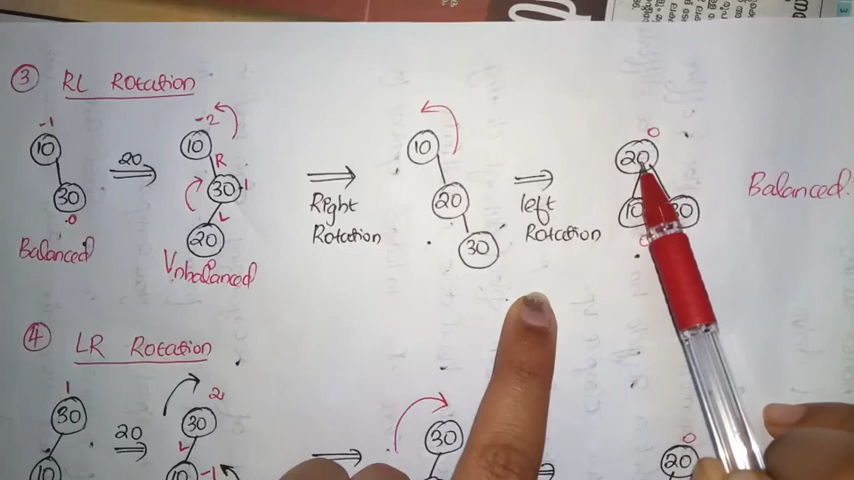 ③ RL Rotation
-1
10
30
0
Balanced
20
-2
10
R
30
1
L
20
Unbalanced
Right
Rotation
10
20
30
left
Rotation
0
20
10
30
Balanced.
④ LR Rotation
1
30
10
20
2
30
L
10
-1
30
0
20